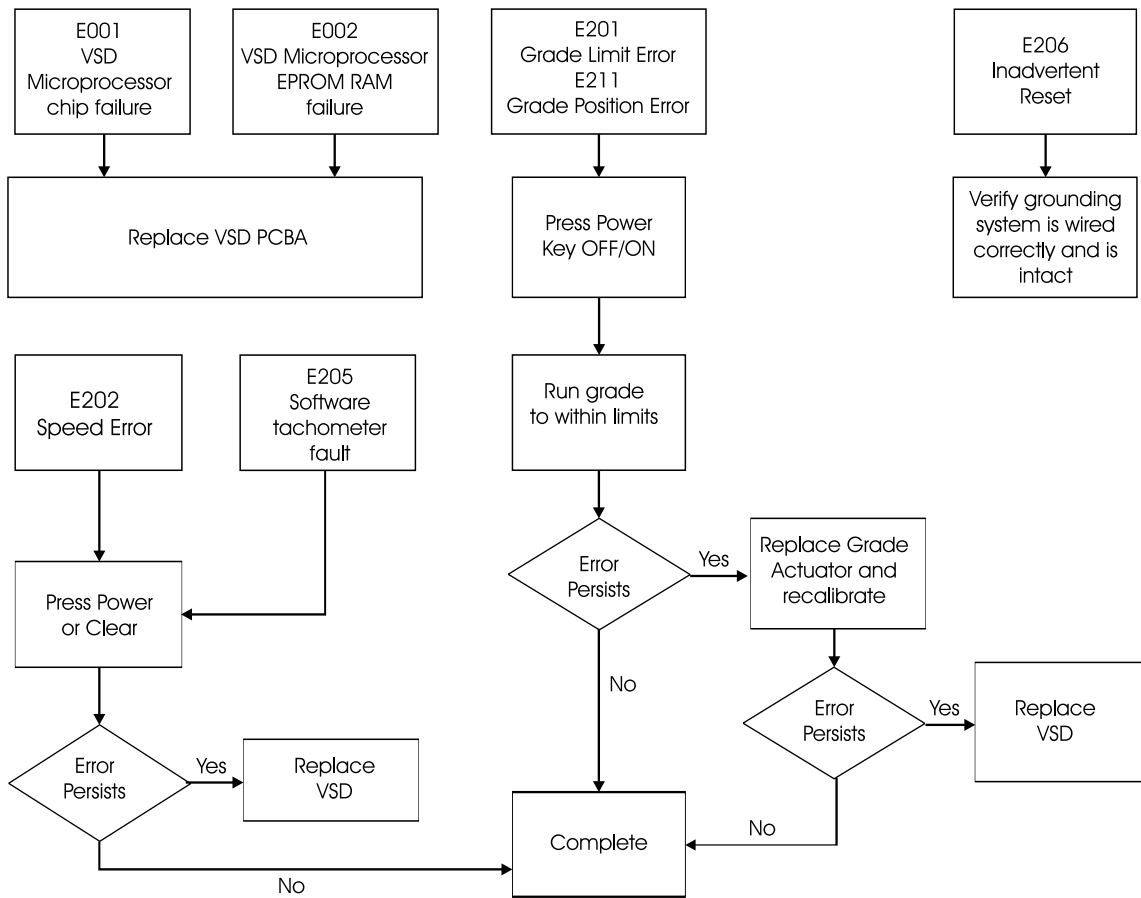 E001
VSD
Microprocessor
chip failure
E002
VSD Microprocessor
EPROM RAM
failure
E201
Grade Limit Error
E211
Grade Position Error
E206
Inadvertent
Reset
Replace VSD PCBA
Press Power
Key OFF/ON
Verify grounding
system is wired
correctly and is
intact
E202
Speed Error
E205
Software
tachometer
fault
Run grade
to within limits
Press Power
or Clear
Error
Persists
Yes
Replace Grade
Actuator and
recalibrate
No
Error
Persists
Yes
Replace
VSD
Error
Persists
Yes
Replace
VSD
No
Complete
No